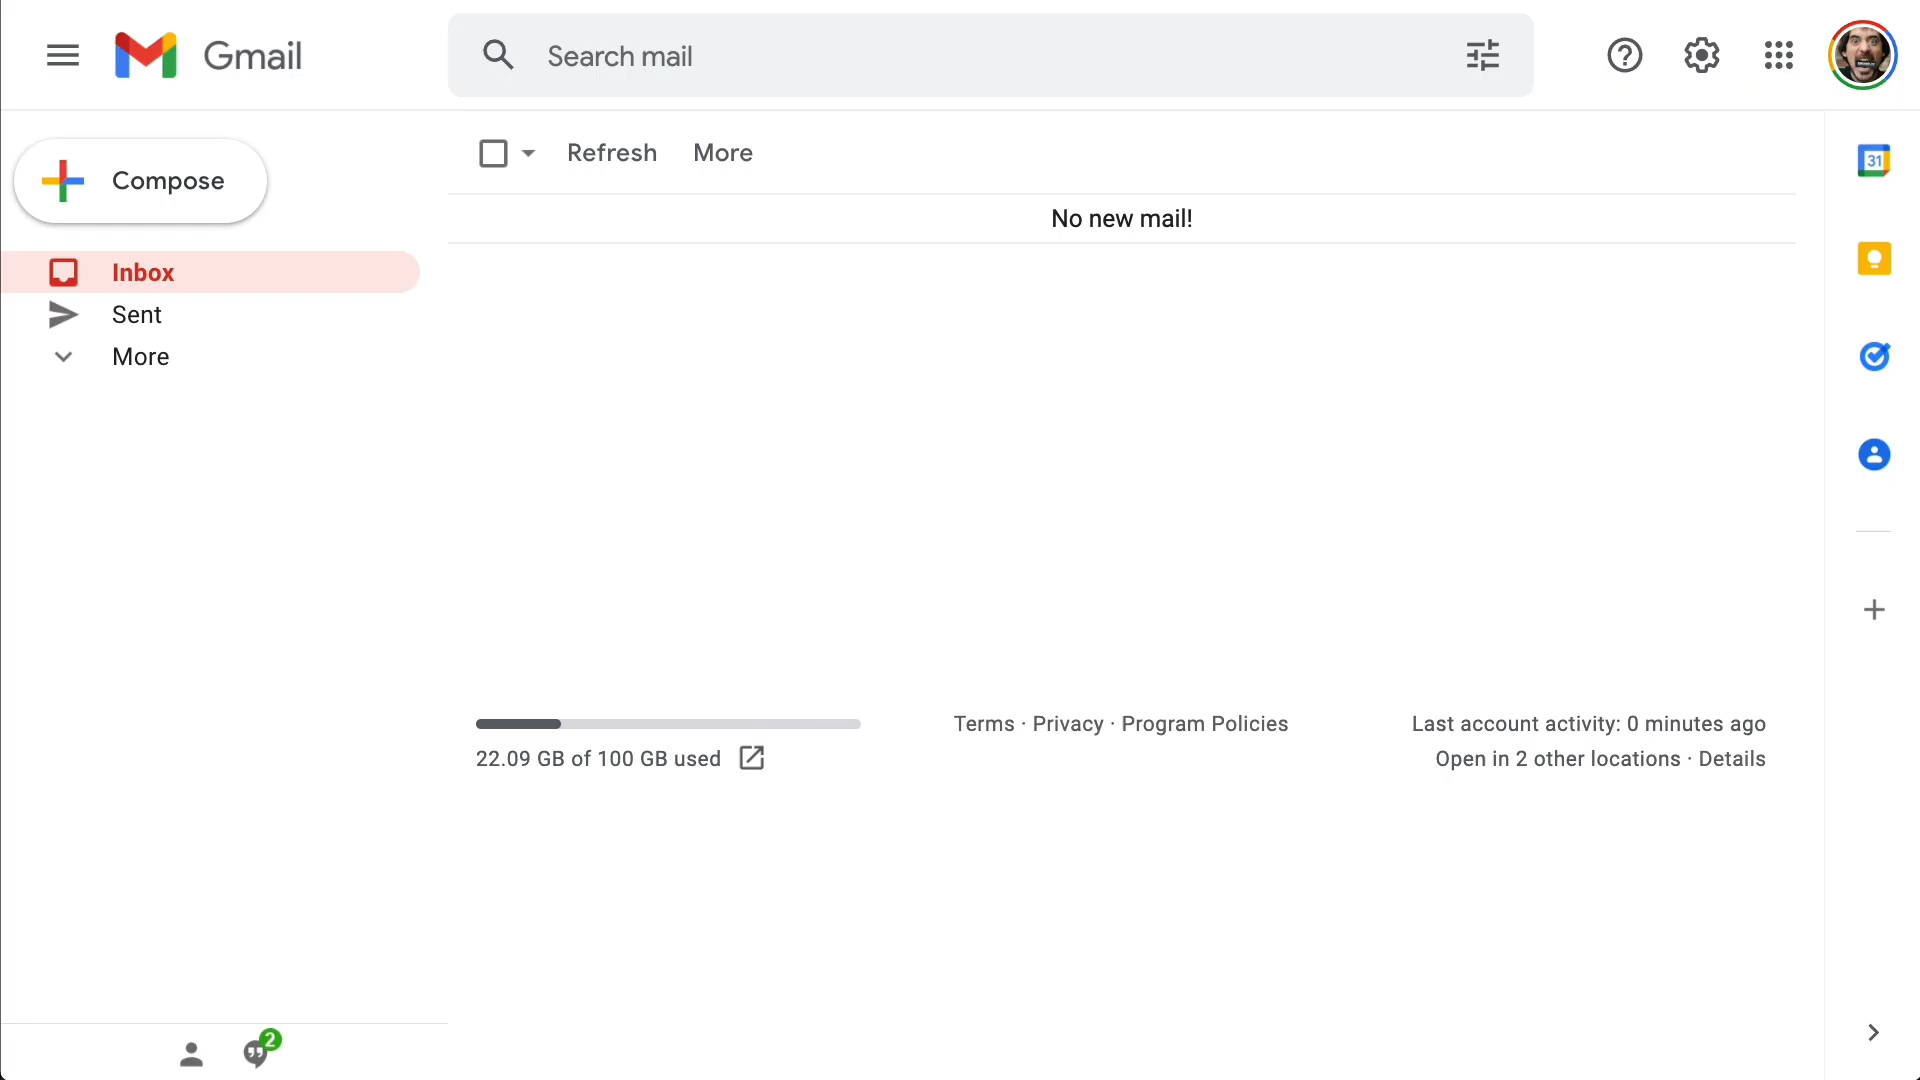 Gmail
Search mail
Compose
Inbox
Sent
More
Refresh More
No new mail!
31
22.09 GB of 100 GB used
Terms · Privacy · Program Policies
Last account activity: 0 minutes ago
Open in 2 other locations · Details
2